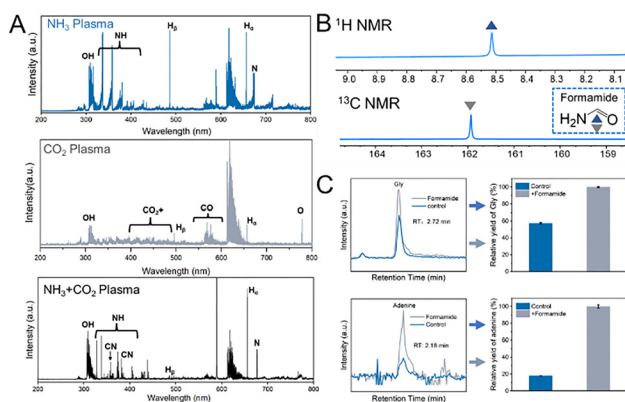 A
NH3 Plasma
OH
NH
Hβ
Hα
N
Intensity (a.u.)
200 300 400 500 600 700 800
Wavelength (nm)
CO2 Plasma
OH
CO2+
Hβ
CO
Hα
O
Intensity(a.u.)
200 300 400 500 600 700 800
Wavelength (nm)
NH3+CO2 Plasma
OH
NH
CN
CN
Hβ
Hα
N
Intensity (a.u.)
200 300 400 500 600 700 800
Wavelength (nm)
B
1H NMR
9.0 8.9 8.8 8.7 8.6 8.5 8.4 8.3 8.2 8.1
13C NMR
Formamide
H2N O
164 163 162 161 160 159
C
Gly
Formamide
control
RT: 2.72 min
Intensity (a.u.)
Retention Time (min)
Relative yield of Gly (%)
Control
+Formamide
100
80
60
40
20
0
Adenine
Formamide
Control
RT: 2.18 min
Intensity (a.u.)
Retention Time (min)
Relative yield of adenine (%)
Control
+Formamide
100
80
60
40
20
0